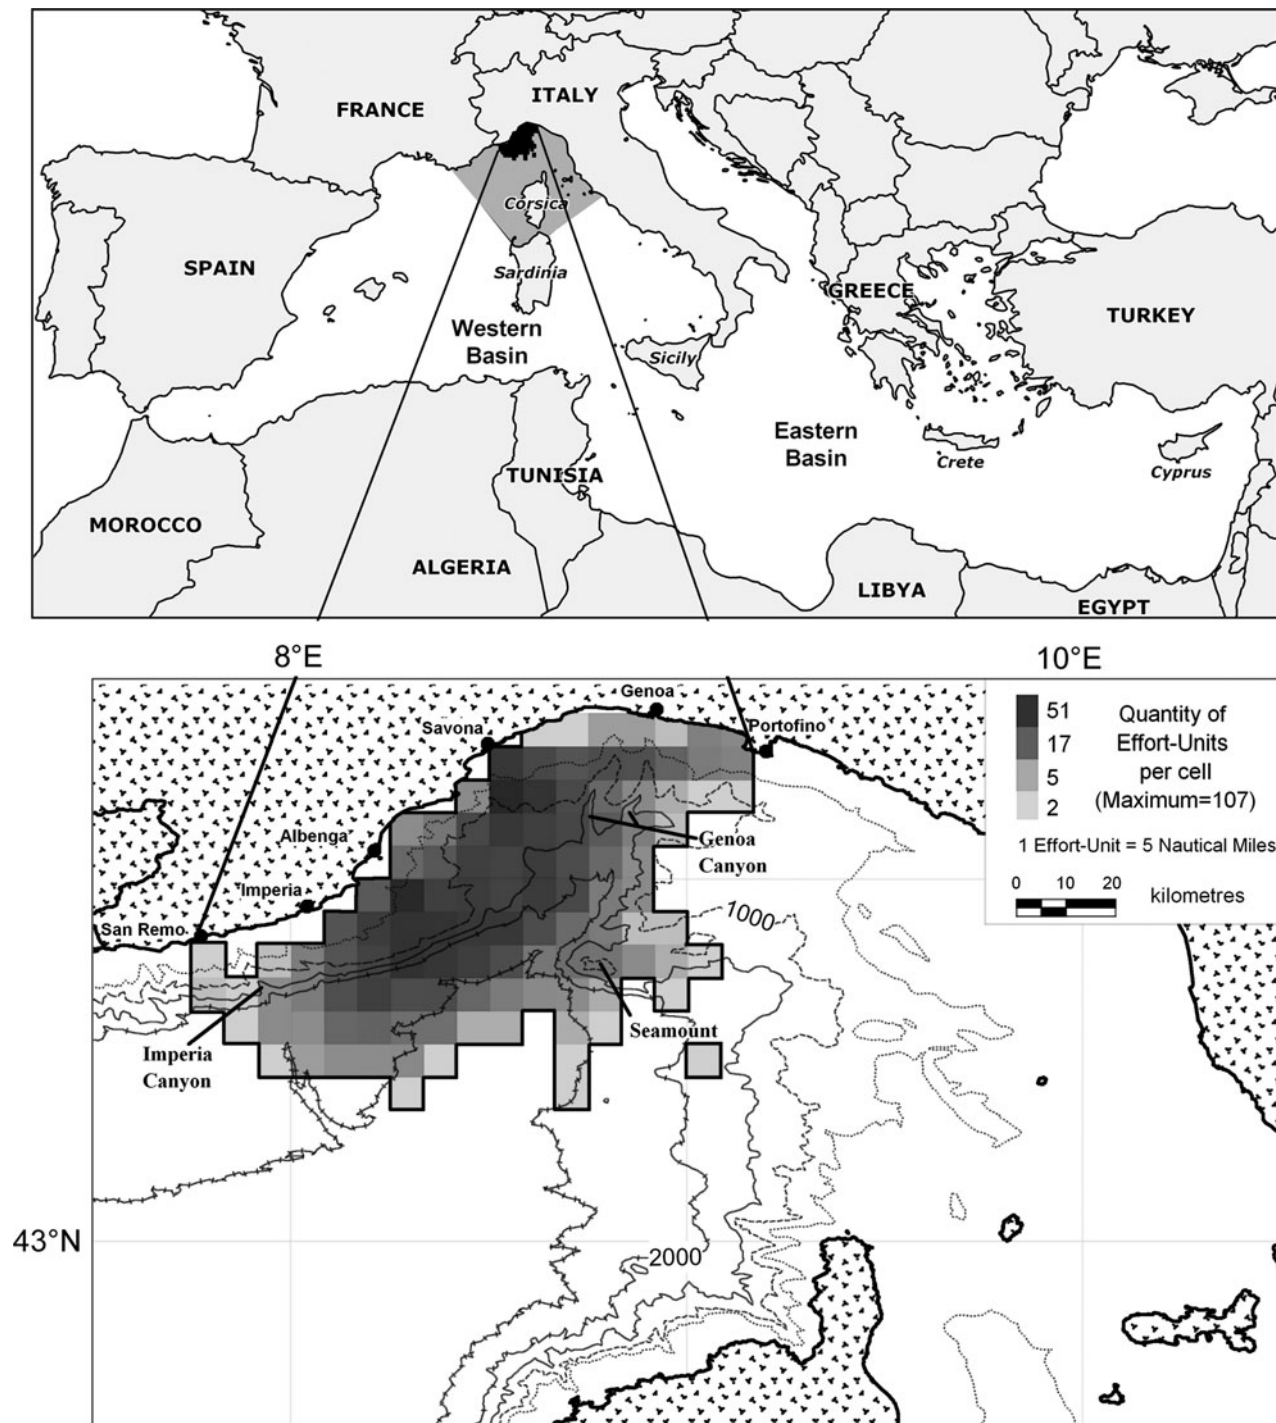 FRANCE
ITALY
Córsica
SPAIN
Sardinia
GREECE
TURKEY
Western
Basin
Sicily
Eastern
Basin
Crete
Cyprus
TUNISIA
MOROCCO
ALGERIA
LIBYA
EGYPT
8°E
10°E
Genoa
Savona
Portofino
51
17
5
2
Quantity of
Effort-Units
per cell
(Maximum=107)
1 Effort-Unit = 5 Nautical Miles
0 10 20
kilometres
Albenga
Genoa
Canyon
Imperia
San Remo
1000
Seamount
Imperia
Canyon
43°N
2000